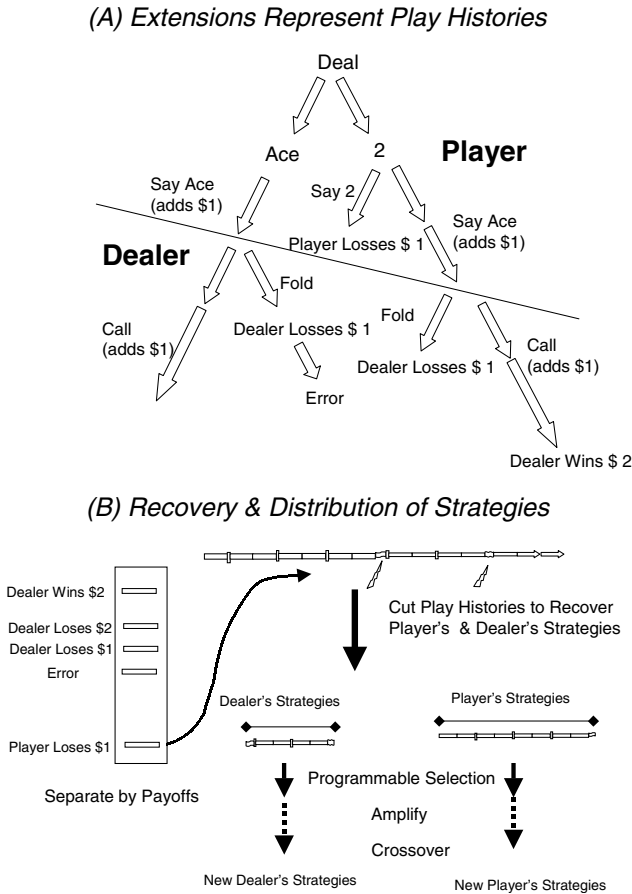 (A) Extensions Represent Play Histories
Deal
Ace
2
Player
Say Ace
(adds $1)
Say 2
Say Ace
(adds $1)
Player Losses $ 1
Dealer
Fold
Fold
Call
(adds $1)
Dealer Losses $ 1
Call
(adds $1)
Dealer Losses $ 1
Error
Dealer Wins $ 2
(B) Recovery & Distribution of Strategies
Dealer Wins $2
Dealer Loses $2
Dealer Loses $1
Error
Player Loses $1
Separate by Payoffs
Cut Play Histories to Recover
Player's & Dealer's Strategies
Dealer's Strategies
Player's Strategies
Programmable Selection
Amplify
Crossover
New Dealer's Strategies
New Player's Strategies